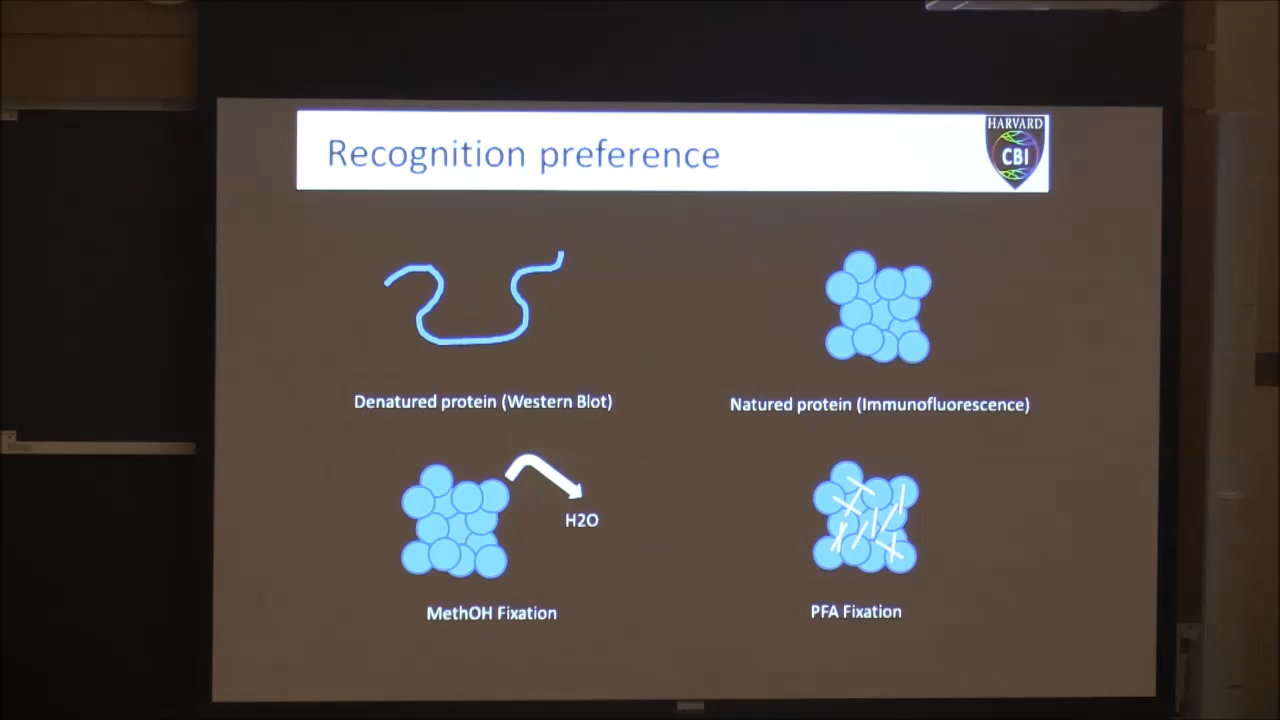 Recognition preference
HARVARD
CBI
Denatured protein (Western Blot)
Natured protein (Immunofluorescence)
H2O
MethOH Fixation
PFA Fixation